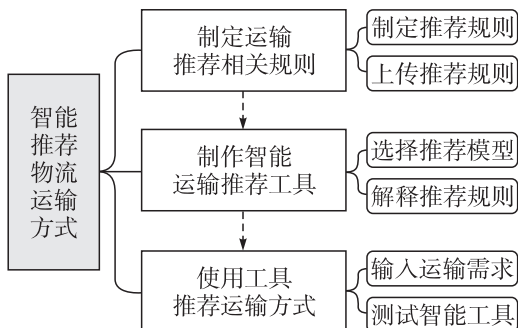 智能
推荐
物流
运输
方式
制定运输
推荐相关规则
制定推荐规则
上传推荐规则
制作智能
运输推荐工具
选择推荐模型
解释推荐规则
使用工具
推荐运输方式
输入运输需求
测试智能工具